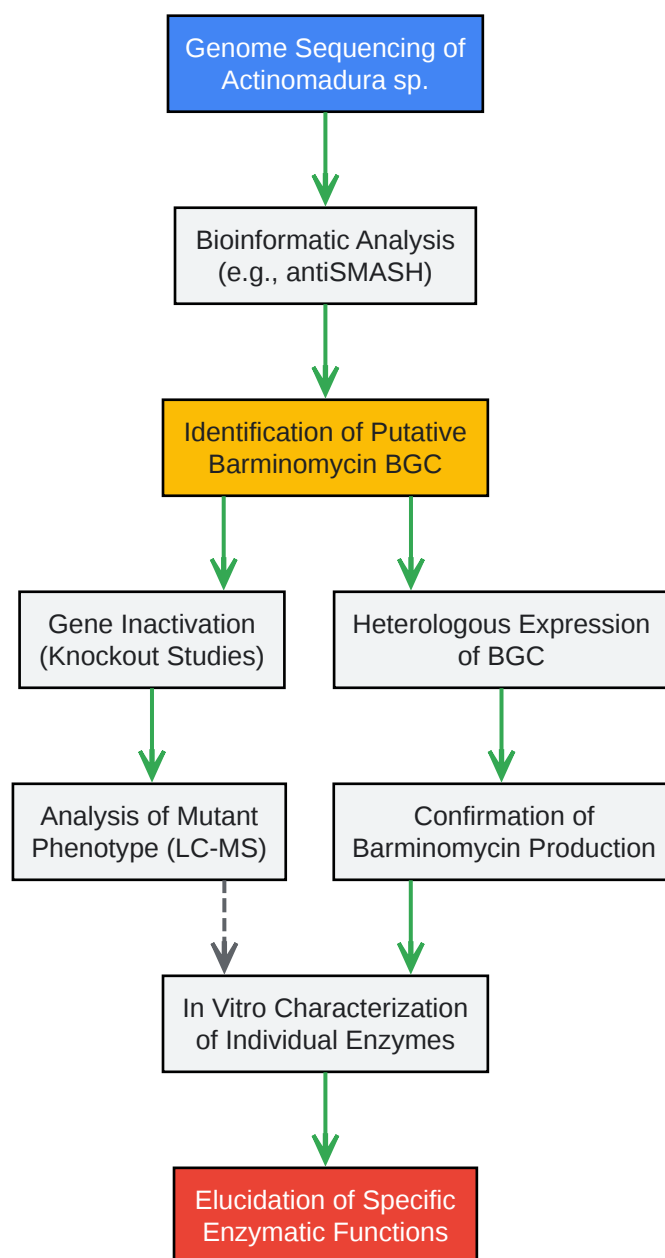 Genome Sequencing of
Actinomadura sp.
Bioinformatic Analysis
(e.g., antiSMASH)
Identification of Putative
Barminomycin BGC
Gene Inactivation
(Knockout Studies)
Heterologous Expression
of BGC
Analysis of Mutant
Phenotype (LC-MS)
Confirmation of
Barminomycin Production
In Vitro Characterization
of Individual Enzymes
Elucidation of Specific
Enzymatic Functions